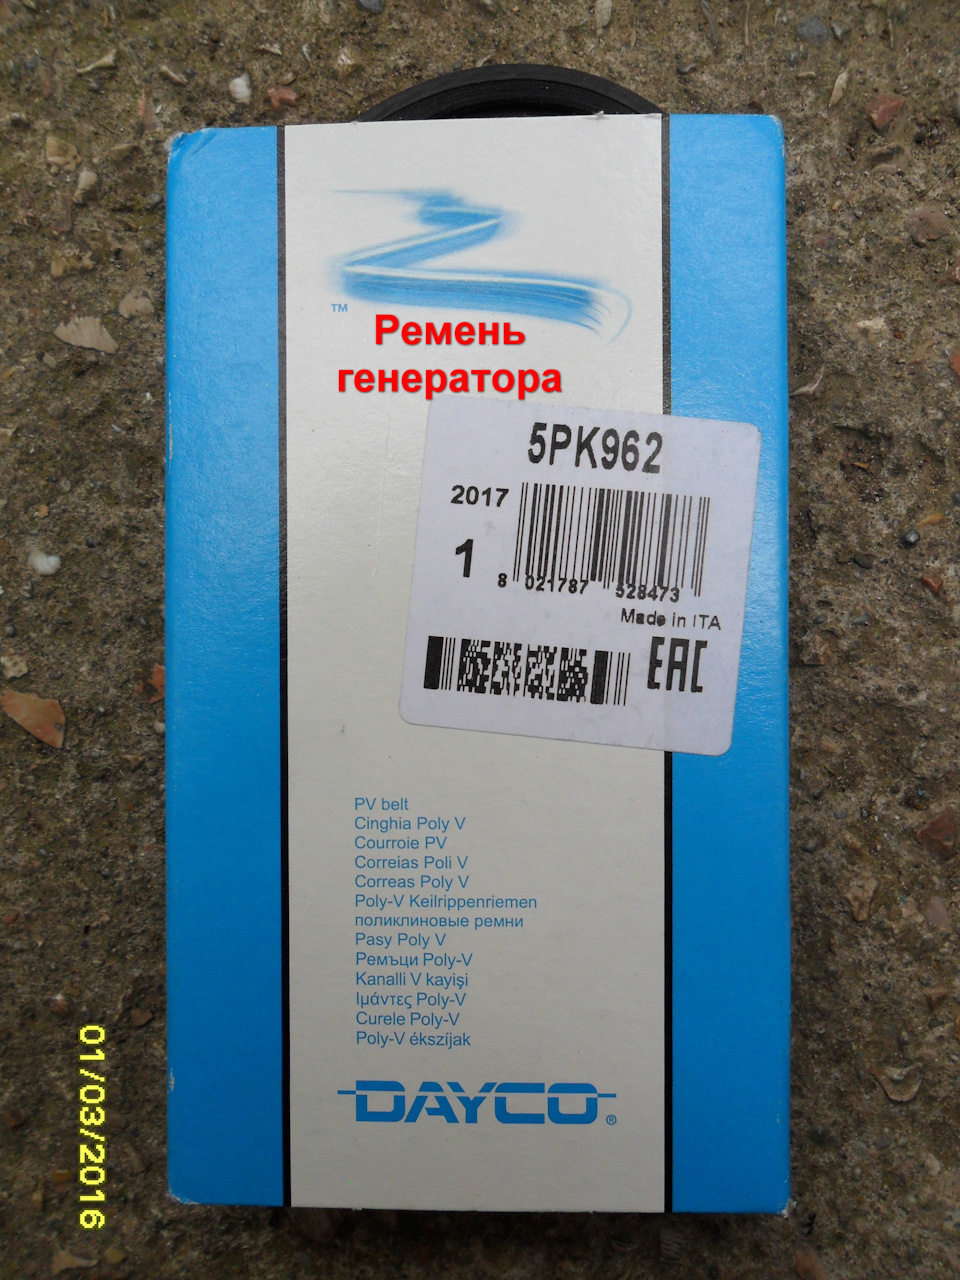 TM
Ремень
генератора
5PK962
2017
1
8 021787 528473
Made in ITA
EAC
PV belt
Cinghia Poly V
Courroie PV
Correias Poli V
Correas Poly V
Poly-V Keilrippenriemen
поликлиновые ремни
Pasy Poly V
Ремъци Poly-V
Kanalli V kayişi
Ιμάντες Poly-V
Curele Poly-V
Poly-V ékszíjak
DAYCO®
01/03/2016